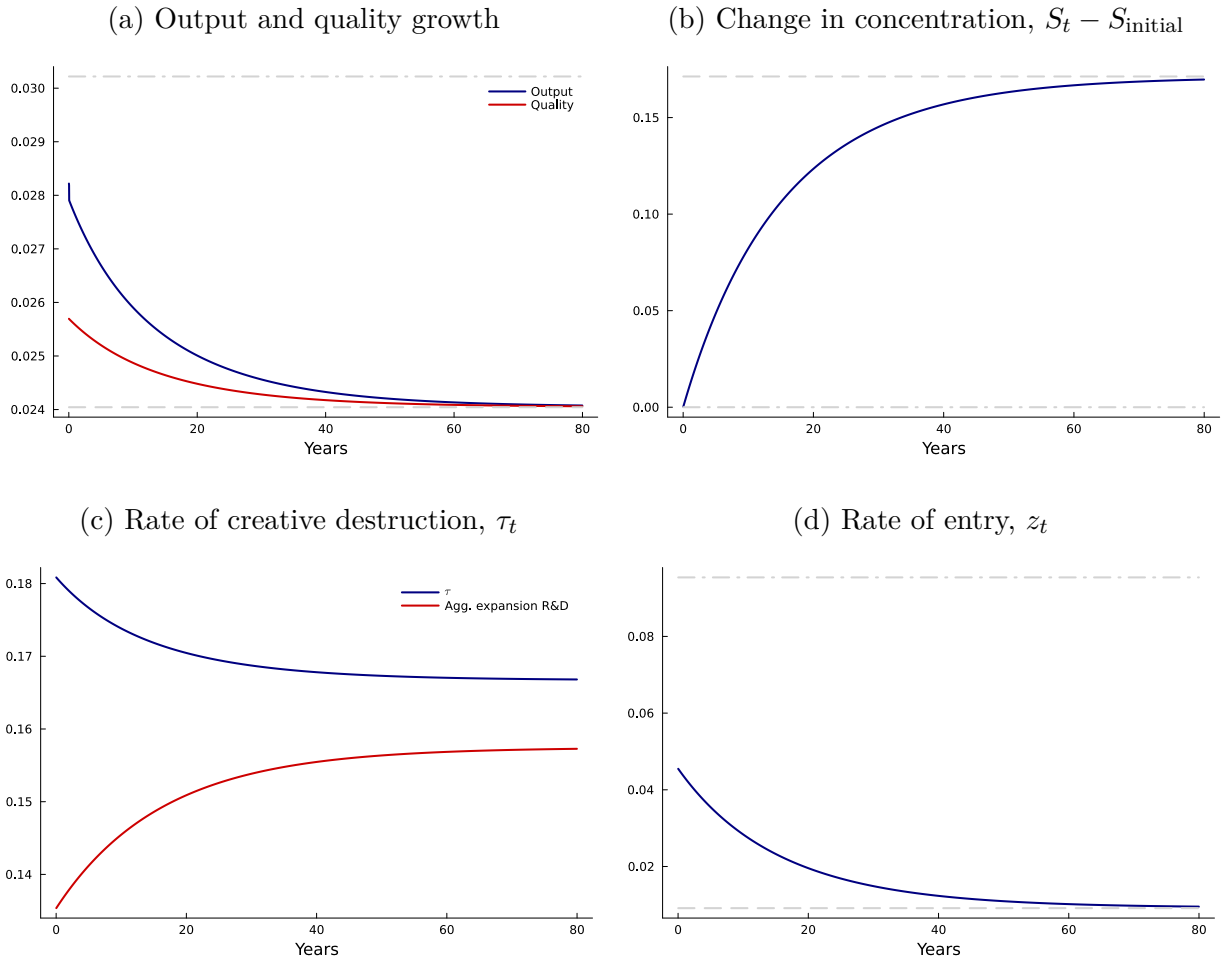 (a) Output and quality growth
0.030
0.029
0.028
0.027
0.026
0.025
0.024
Output
Quality
0 20 40 60 80
Years
(b) Change in concentration, S_t − S_initial
0.15
0.10
0.05
0.00
0 20 40 60 80
Years
(c) Rate of creative destruction, τ_t
0.18
0.17
0.16
0.15
0.14
τ
Agg. expansion R&D
0 20 40 60 80
Years
(d) Rate of entry, z_t
0.08
0.06
0.04
0.02
0 20 40 60 80
Years